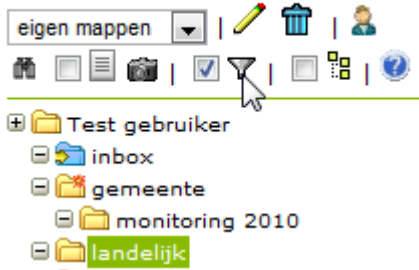 eigen mappen
Test gebruiker
inbox
gemeente
monitoring 2010
landelijk